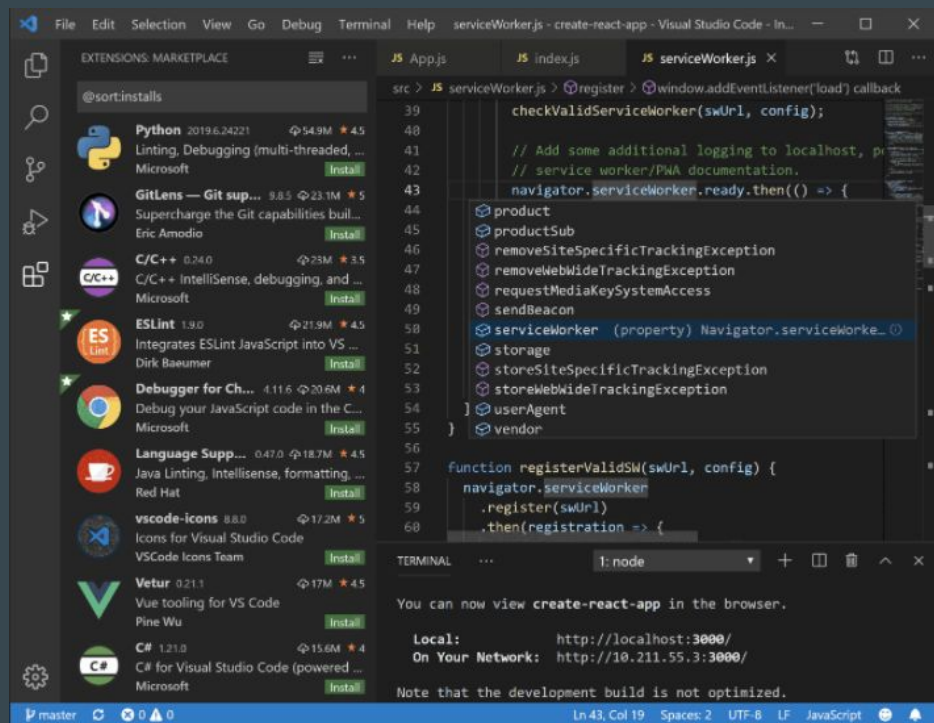 File Edit Selection View Go Debug Terminal Help serviceWorker.js - create-react-app - Visual Studio Code - In...
EXTENSIONS: MARKETPLACE
@sort:installs
Python 2019.6.24221 54.9M ★ 4.5
Linting, Debugging (multi-threaded, ...
Microsoft Install
GitLens — Git sup... 9.8.5 23.1M ★ 5
Supercharge the Git capabilities buil...
Eric Amodio Install
C/C++
C/C++ 0.24.0 23M ★ 3.5
C/C++ IntelliSense, debugging, and ...
Microsoft Install
ES
Lint
ESLint 1.9.0 21.9M ★ 4.5
Integrates ESLint JavaScript into VS ...
Dirk Baeumer Install
Debugger for Ch... 4.11.6 20.6M ★ 4
Debug your JavaScript code in the C...
Microsoft Install
Language Supp... 0.47.0 18.7M ★ 4.5
Java Linting, Intellisense, formatting, ...
Red Hat Install
vscode-icons 8.8.0 17.2M ★ 5
Icons for Visual Studio Code
VSCode Icons Team Install
Vetur 0.21.1 17M ★ 4.5
Vue tooling for VS Code
Pine Wu Install
C#
C# 1.21.0 15.6M ★ 4
C# for Visual Studio Code (powered ...
Microsoft Install
JS App.js JS index.js JS serviceWorker.js
src > JS serviceWorker.js > register > window.addEventListener('load') callback
39 checkValidServiceWorker(swUrl, config);
40
41 // Add some additional logging to localhost, po
42 // service worker/PWA documentation.
43 navigator.serviceWorker.ready.then(() => {
44 product
45 productSub
46 removeSiteSpecificTrackingException
47 removeWebWideTrackingException
48 requestMediaKeySystemAccess
49 sendBeacon
50 serviceWorker (property) Navigator.serviceWorke...
51 storage
52 storeSiteSpecificTrackingException
53 storeWebWideTrackingException
54 } userAgent
55 } vendor
56
57 function registerValidSW(swUrl, config) {
58 navigator.serviceWorker
59 .register(swUrl)
60 .then(registration => {
TERMINAL ... 1: node
You can now view create-react-app in the browser.
Local: http://localhost:3000/
On Your Network: http://10.211.55.3:3000/
Note that the development build is not optimized.
master 0 0 Ln 43, Col 19 Spaces: 2 UTF-8 LF JavaScript